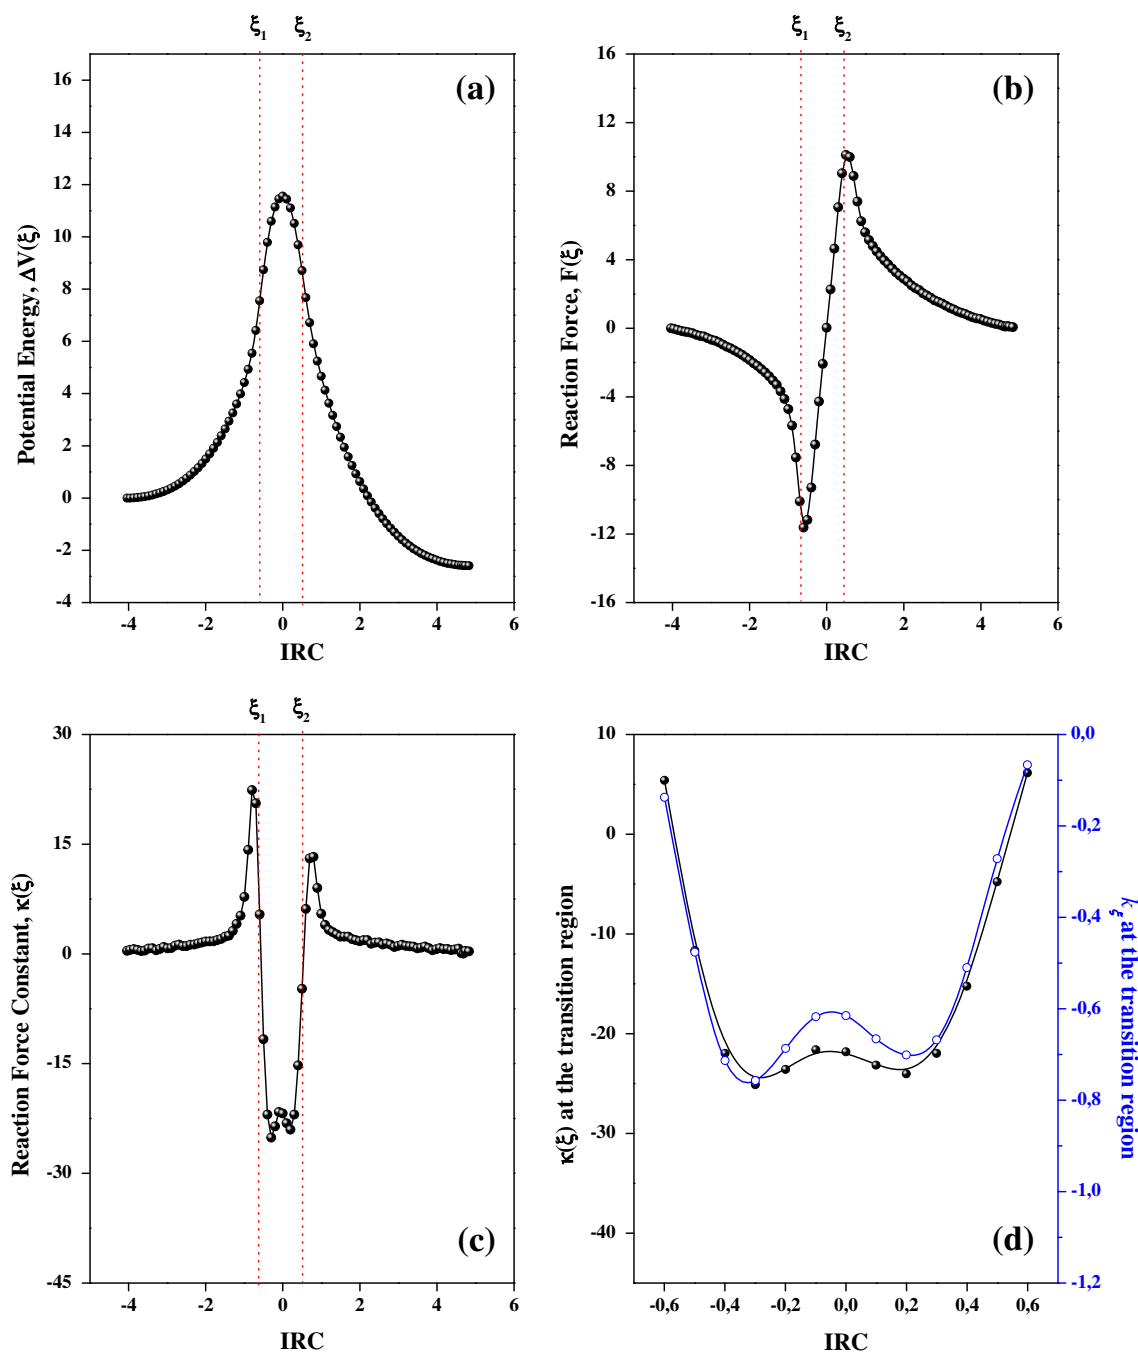 ξ1 ξ2
(a)
16
14
12
10
8
6
4
2
0
-2
-4
Potential Energy, ΔV(ξ)
-4 -2 0 2 4 6
IRC
ξ1 ξ2
(b)
16
12
8
4
0
-4
-8
-12
-16
Reaction Force, F(ξ)
-4 -2 0 2 4 6
IRC
ξ1 ξ2
30
15
0
-15
-30
-45
Reaction Force Constant, κ(ξ)
(c)
-4 -2 0 2 4 6
IRC
10
0
-10
-20
-30
-40
κ(ξ) at the transition region
0,0
-0,2
-0,4
-0,6
-0,8
-1,0
-1,2
kξ at the transition region
(d)
-0,6 -0,4 -0,2 0,0 0,2 0,4 0,6
IRC